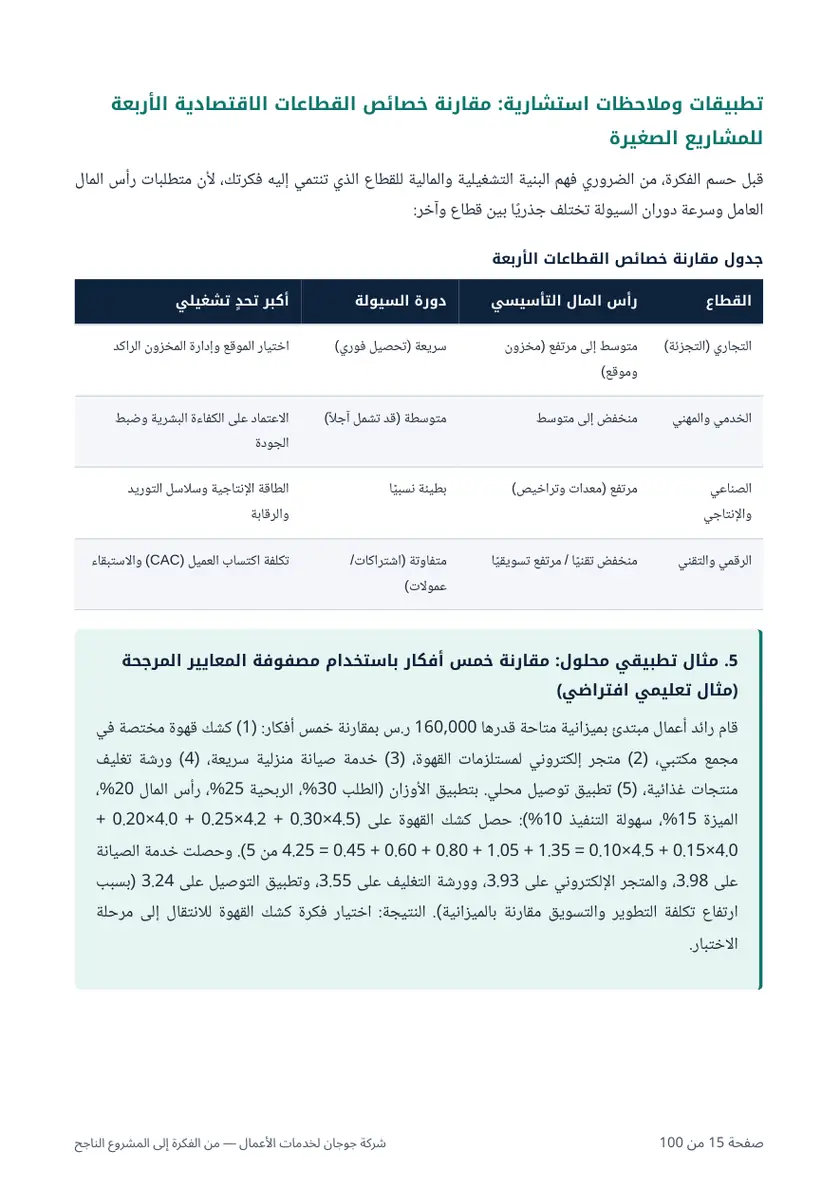 تطبيقات وملاحظات استشارية: مقارنة خصائص القطاعات الاقتصادية الأربعة
للمشاريع الصغيرة
قبل حسم الفكرة، من الضروري فهم البنية التشغيلية والمالية للقطاع الذي تنتمي إليه فكرتك، لأن متطلبات رأس المال
العامل وسرعة دوران السيولة تختلف جذريًا بين قطاع وآخر:
جدول مقارنة خصائص القطاعات الأربعة
القطاع رأس المال التأسيسي دورة السيولة أكبر تحدٍ تشغيلي
التجاري (التجزئة) متوسط إلى مرتفع (مخزون سريعة (تحصيل فوري) اختيار الموقع وإدارة المخزون الراكد
وموقع)
الخدمي والمهني منخفض إلى متوسط متوسطة (قد تشمل آجلاً) الاعتماد على الكفاءة البشرية وضبط
الجودة
الصناعي مرتفع (معدات وتراخيص) بطيئة نسبيًا الطاقة الإنتاجية وسلاسل التوريد
والإنتاجي والرقابة
الرقمي والتقني منخفض تقنيًا / مرتفع تسويقيًا متفاوتة (اشتراكات/ تكلفة اكتساب العميل (CAC) والاستبقاء
عمولات)
5. مثال تطبيقي محلول: مقارنة خمس أفكار باستخدام مصفوفة المعايير المرجحة
(مثال تعليمي افتراضي)
قام رائد أعمال مبتدئ بميزانية متاحة قدرها 160,000 ر.س بمقارنة خمس أفكار: (1) كشك قهوة مختصة في
مجمع مكتبي، (2) متجر إلكتروني لمستلزمات القهوة، (3) خدمة صيانة منزلية سريعة، (4) ورشة تغليف
منتجات غذائية، (5) تطبيق توصيل محلي. بتطبيق الأوزان (الطلب 30%، الربحية 25%، رأس المال 20%،
الميزة 15%، سهولة التنفيذ 10%): حصل كشك القهوة على (4.5×0.30 + 4.2×0.25 + 4.0×0.20 +
4.0×0.15 + 4.5×0.10 = 1.35 + 1.05 + 0.80 + 0.60 + 0.45 = 4.25 من 5). وحصلت خدمة الصيانة
على 3.98، والمتجر الإلكتروني على 3.93، وورشة التغليف على 3.55، وتطبيق التوصيل على 3.24 (بسبب
ارتفاع تكلفة التطوير والتسويق مقارنة بالميزانية). النتيجة: اختيار فكرة كشك القهوة للانتقال إلى مرحلة
الاختبار.
صفحة 15 من 100 شركة جوجان لخدمات الأعمال — من الفكرة إلى المشروع الناجح